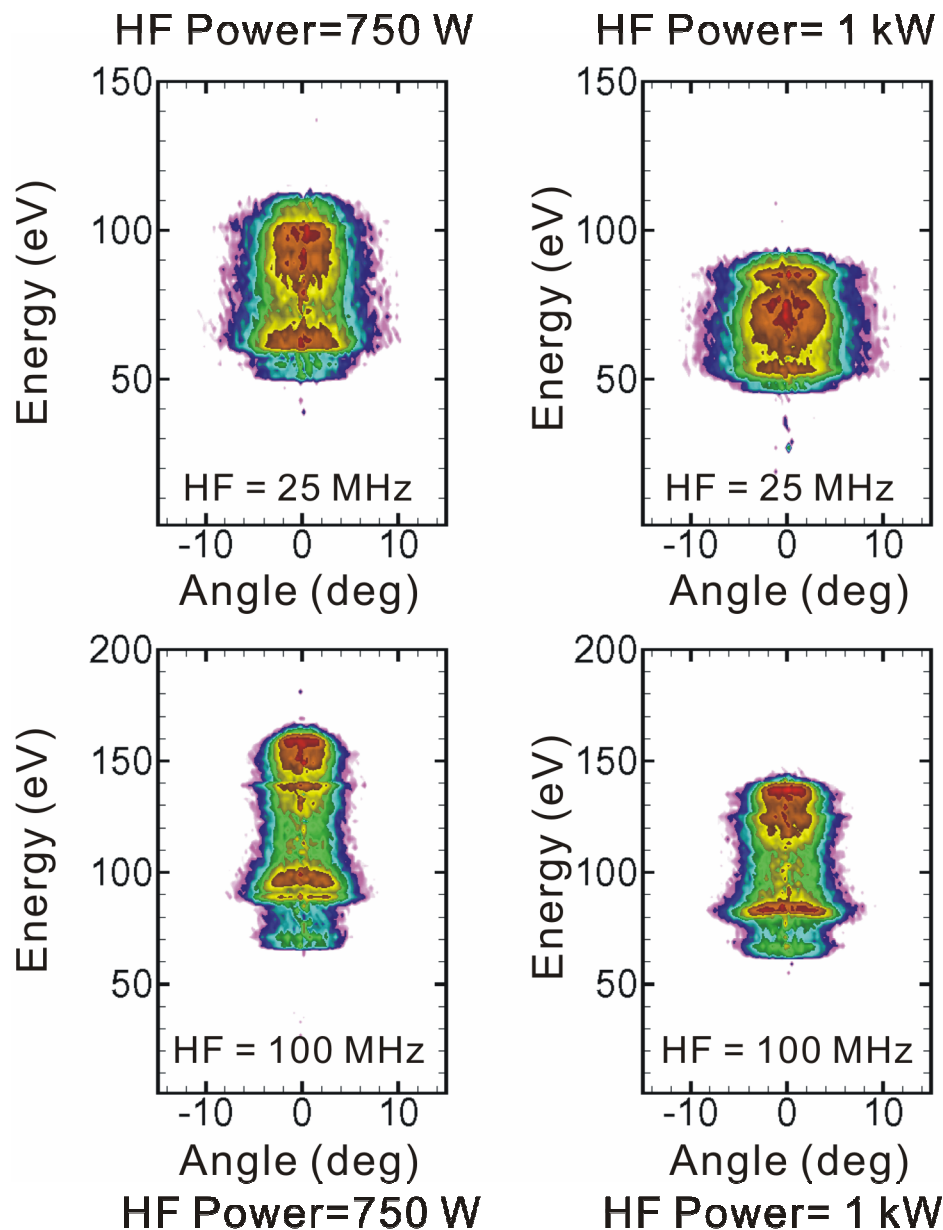 HF Power=750 W
HF Power= 1 kW
150
100
50
Energy (eV)
HF = 25 MHz
-10 0 10
Angle (deg)
150
100
50
Energy (eV)
HF = 25 MHz
-10 0 10
Angle (deg)
200
150
100
50
Energy (eV)
HF = 100 MHz
-10 0 10
Angle (deg)
HF Power=750 W
200
150
100
50
Energy (eV)
HF = 100 MHz
-10 0 10
Angle (deg)
HF Power= 1 kW